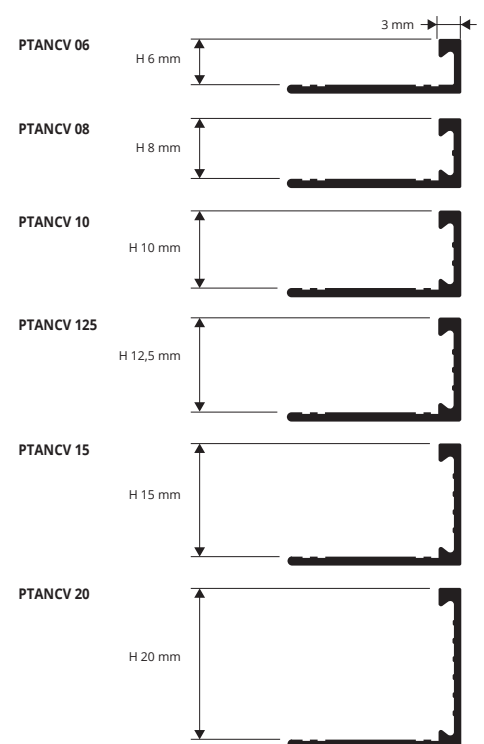 3 mm
PTANCV 06
H 6 mm
PTANCV 08
H 8 mm
PTANCV 10
H 10 mm
PTANCV 125
H 12,5 mm
PTANCV 15
H 15 mm
PTANCV 20
H 20 mm